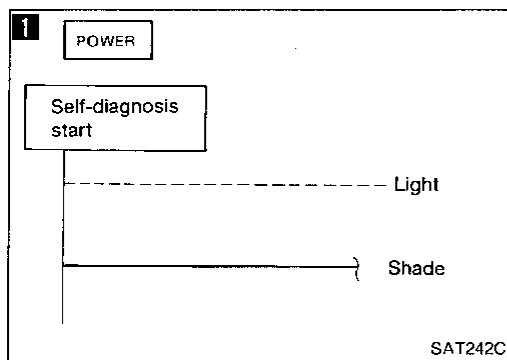 1
POWER
Self-diagnosis
start
Light
Shade
SAT242C